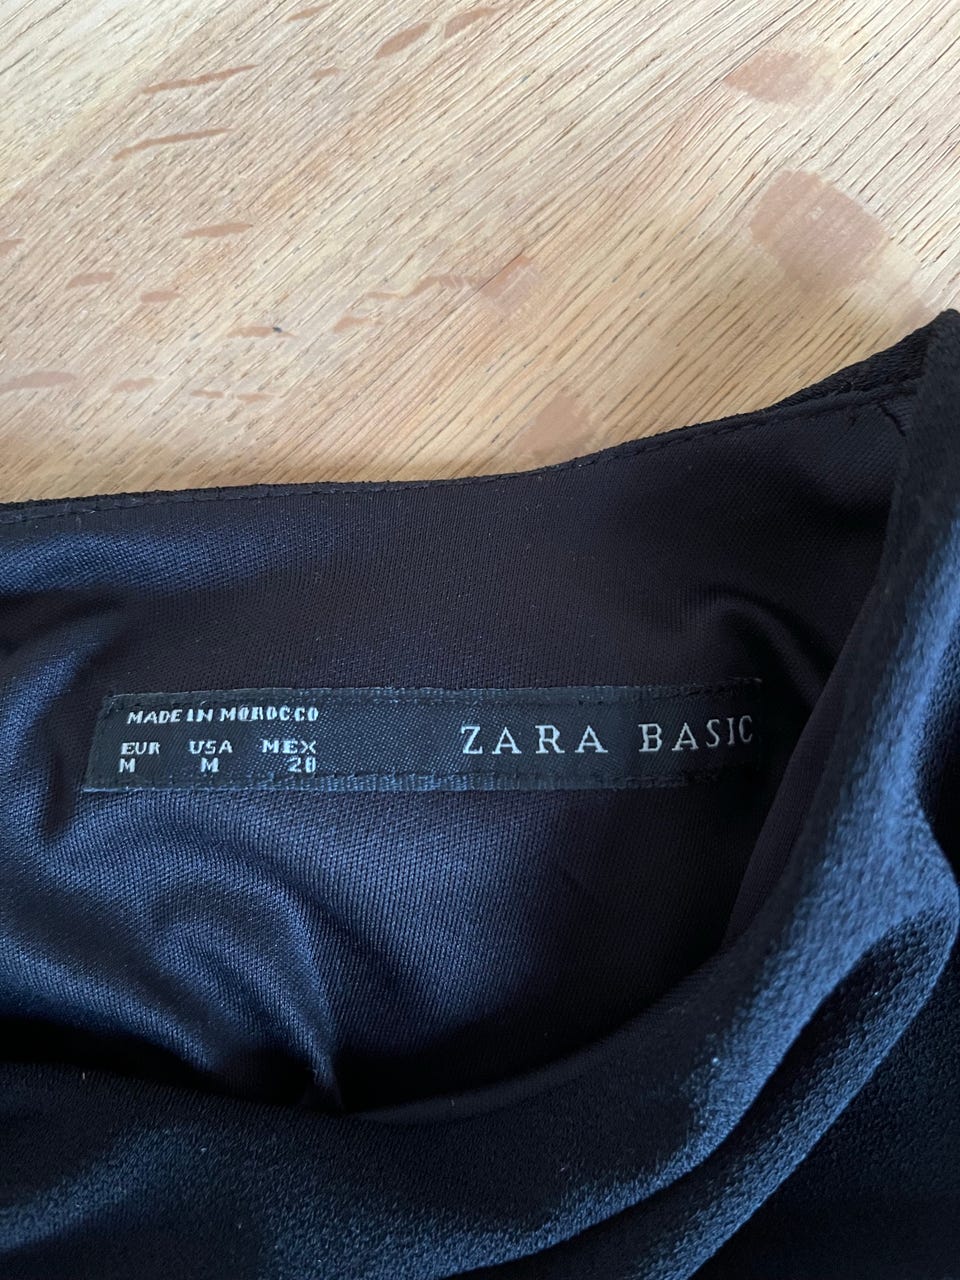 MADE IN MOROCCO
EUR USA MEX
M M 28
ZARA BASIC